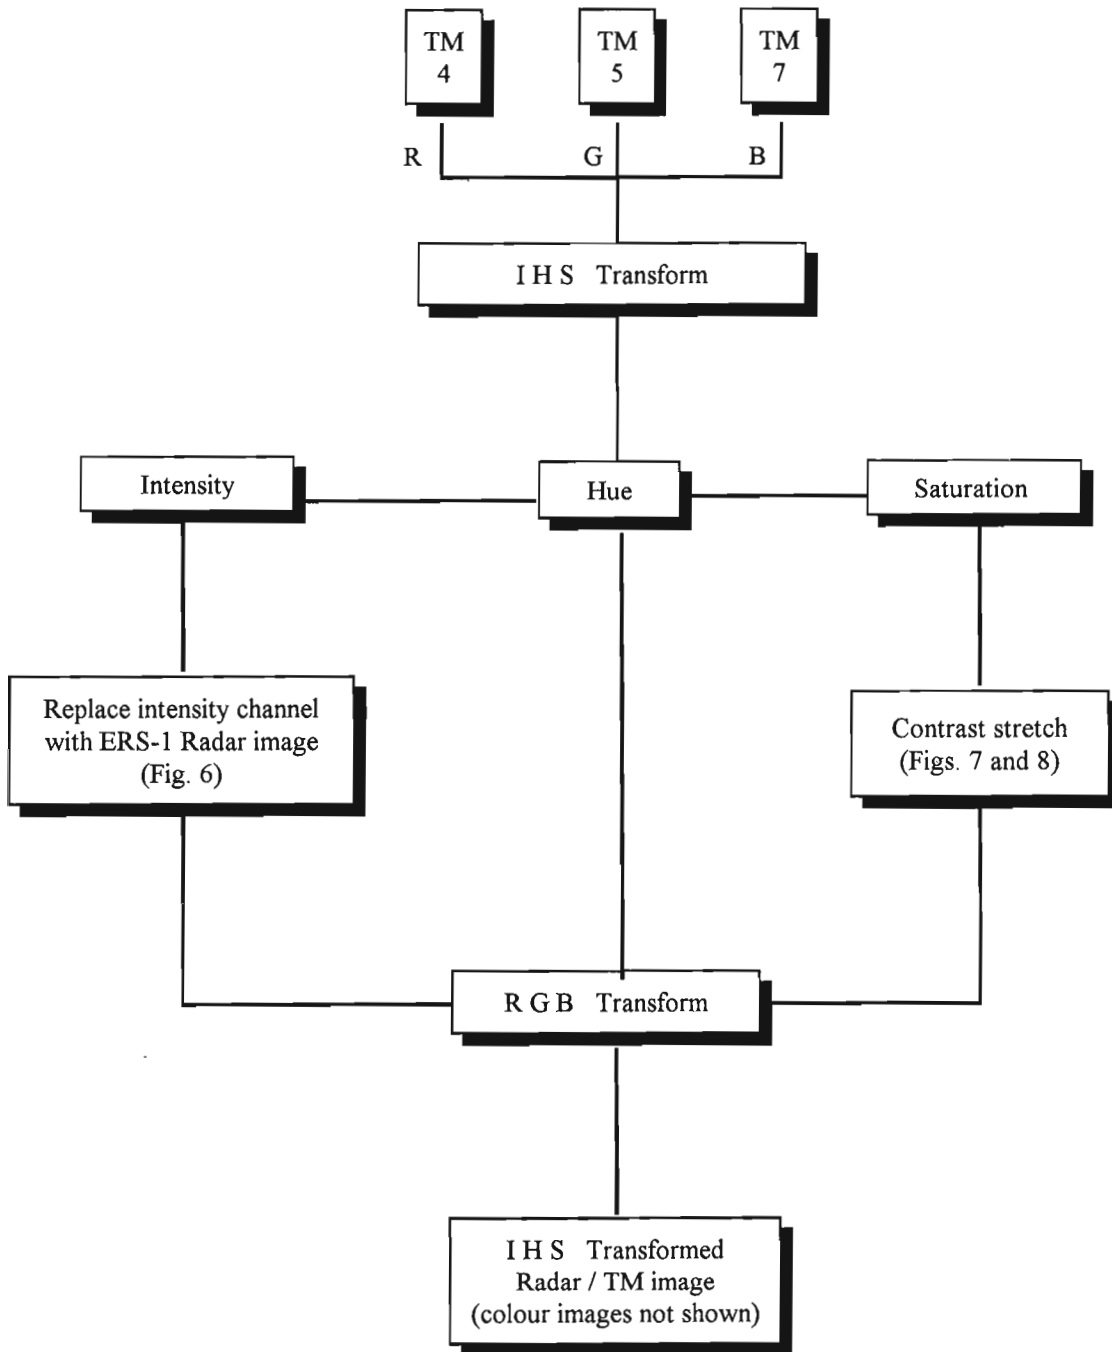 TM
4
TM
5
TM
7
R
G
B
I H S Transform
Intensity
Hue
Saturation
Replace intensity channel
with ERS-1 Radar image
(Fig. 6)
Contrast stretch
(Figs. 7 and 8)
R G B Transform
I H S Transformed
Radar / TM image
(colour images not shown)